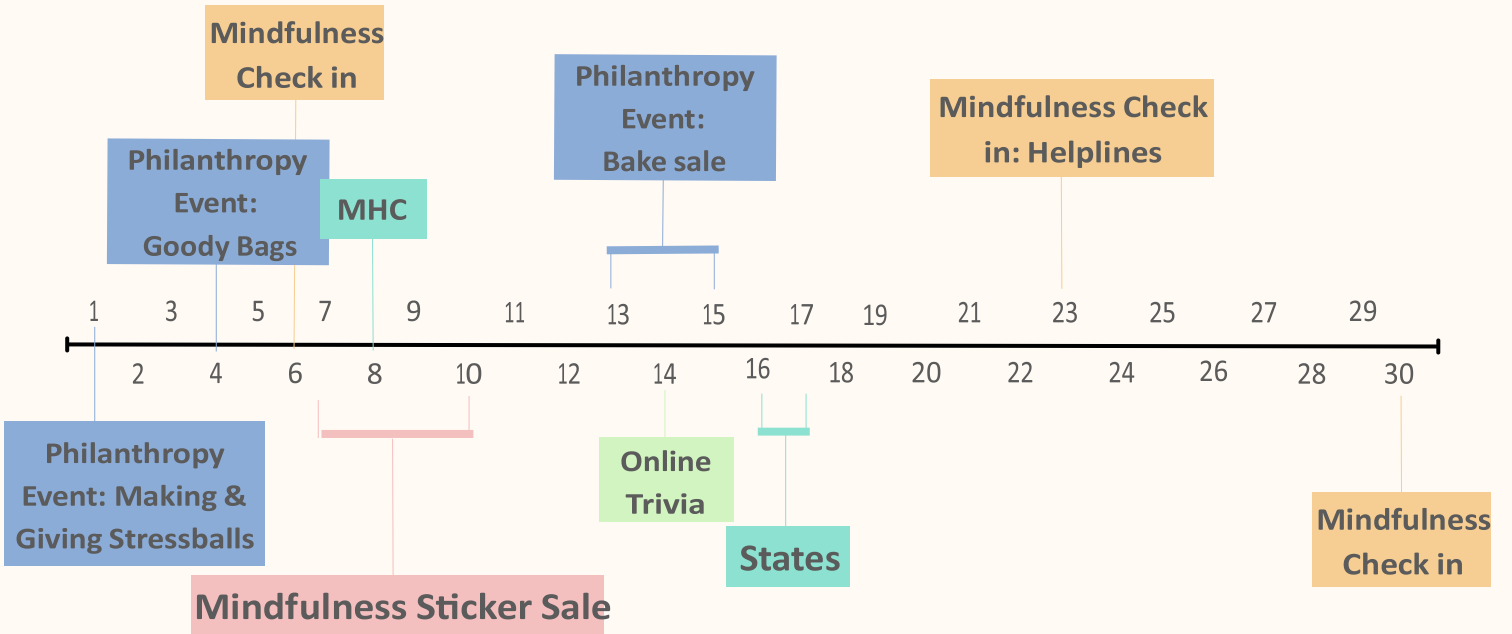 Mindfulness
Check in
Philanthropy
Event:
Goody Bags
MHC
Philanthropy
Event:
Bake sale
Mindfulness Check
in: Helplines
1 3 5 7 9 11 13 15 17 19 21 23 25 27 29
2 4 6 8 10 12 14 16 18 20 22 24 26 28 30
Philanthropy
Event: Making &
Giving Stressballs
Mindfulness Sticker Sale
Online
Trivia
States
Mindfulness
Check in